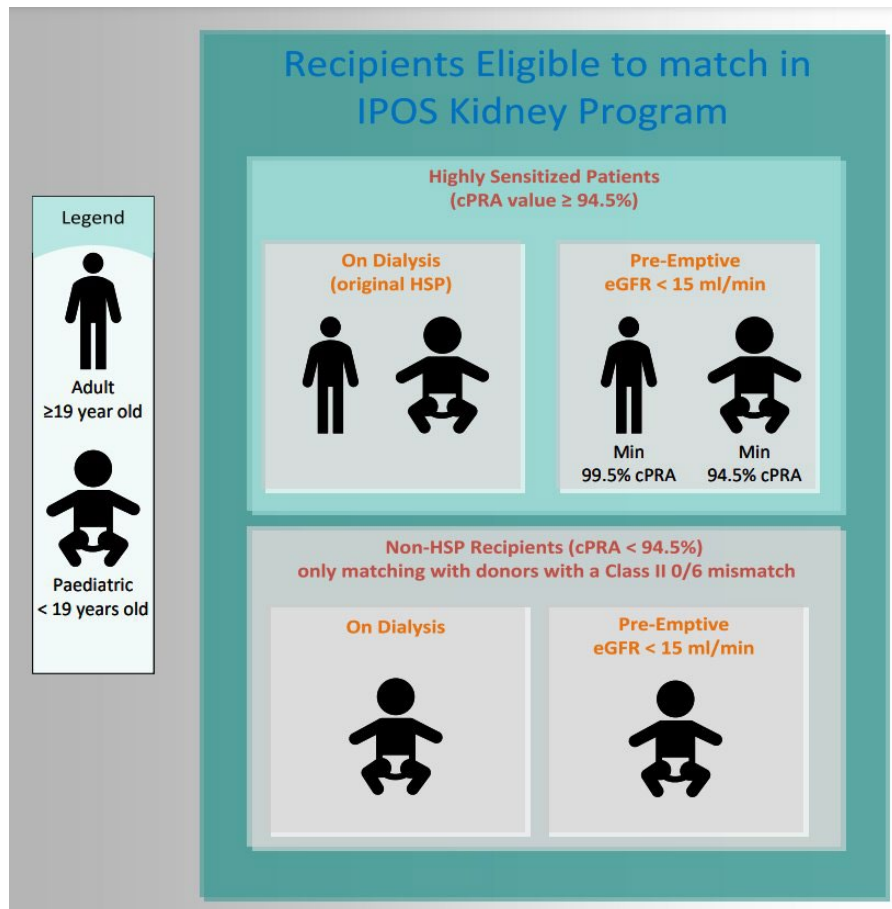 Recipients Eligible to match in
IPOS Kidney Program
Legend
Adult
≥19 year old
Paediatric
< 19 years old
Highly Sensitized Patients
(cPRA value ≥ 94.5%)
On Dialysis
(original HSP)
Pre-Emptive
eGFR < 15 ml/min
Min
99.5% cPRA
Min
94.5% cPRA
Non-HSP Recipients (cPRA < 94.5%)
only matching with donors with a Class II 0/6 mismatch
On Dialysis
Pre-Emptive
eGFR < 15 ml/min